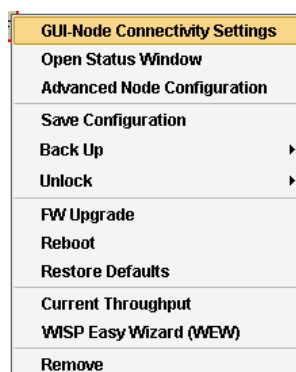 GUI-Node Connectivity Settings
Open Status Window
Advanced Node Configuration
Save Configuration
Back Up
Unlock
FW Upgrade
Reboot
Restore Defaults
Current Throughput
WISP Easy Wizard (WEW)
Remove